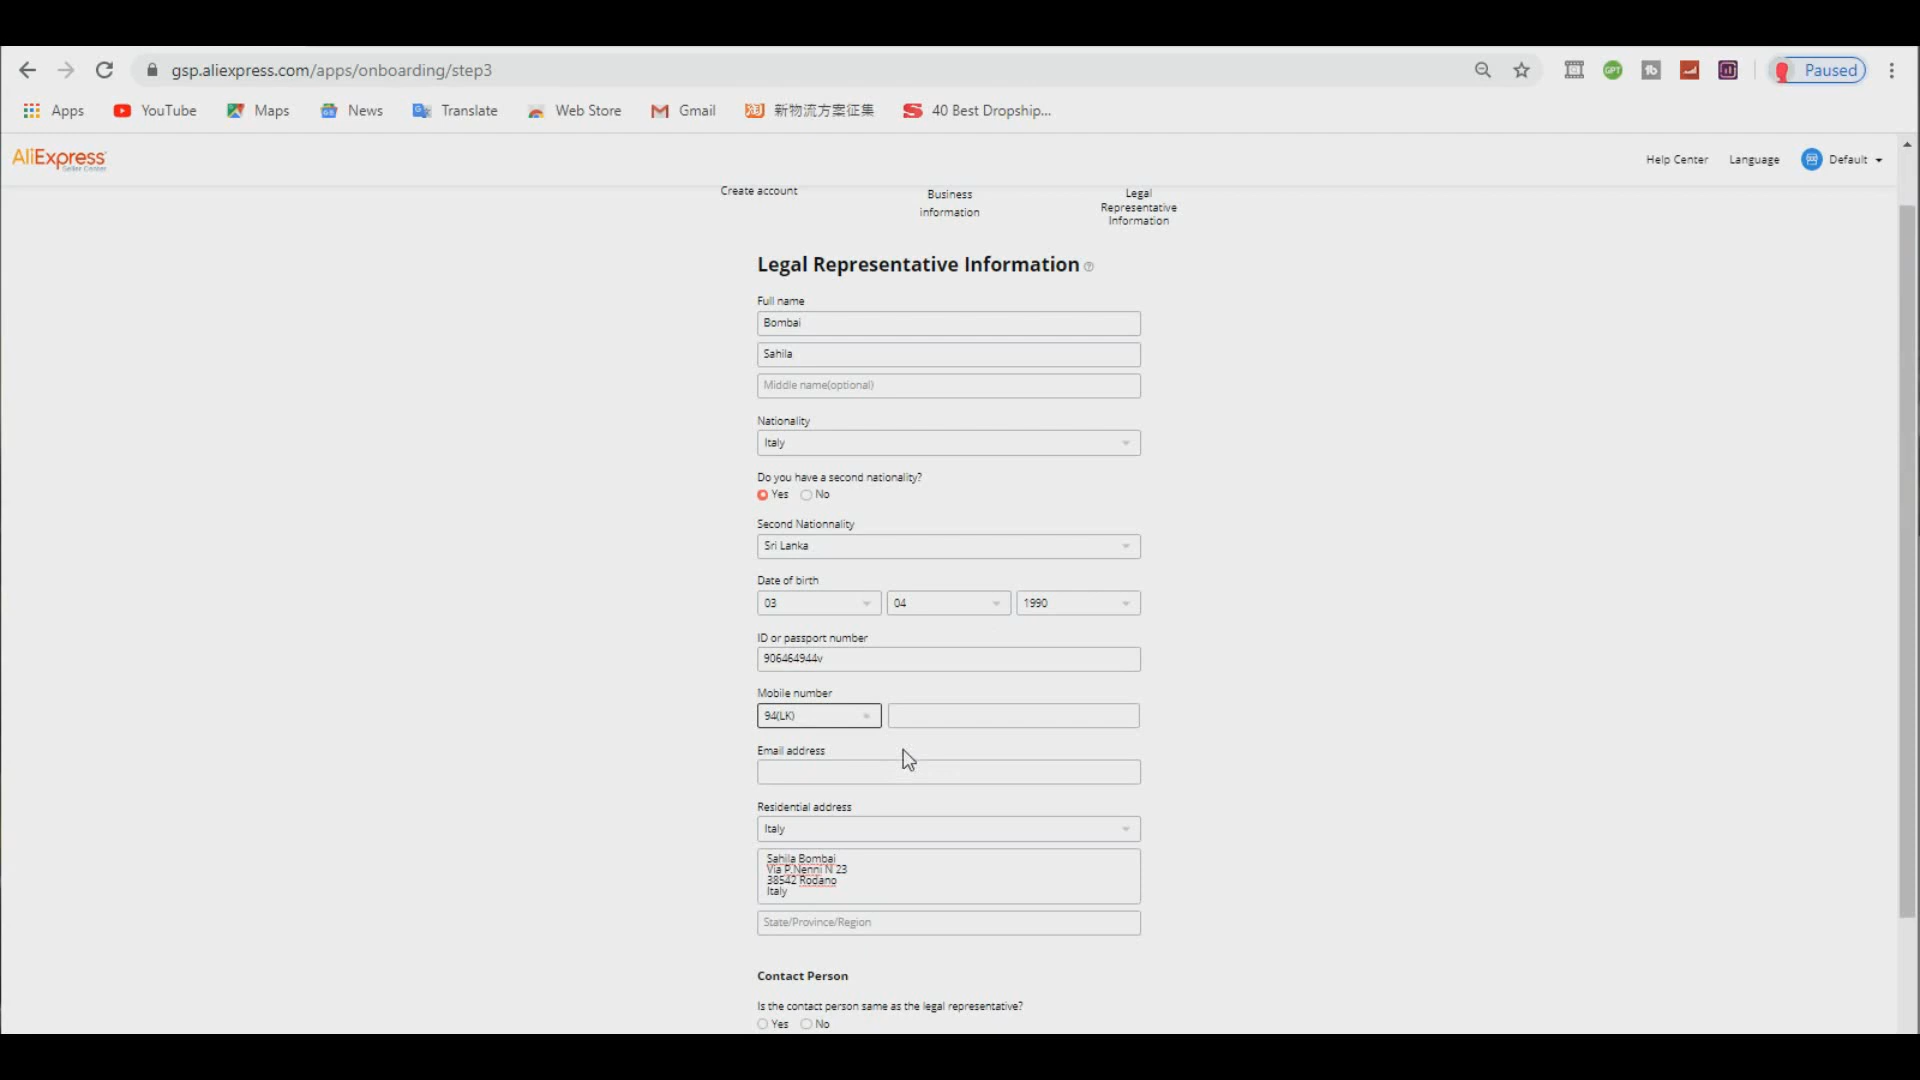 gsp.aliexpress.com/apps/onboarding/step3
GPT
Paused
Apps
YouTube
Maps
News
Translate
Web Store
Gmail
新物流方案征集
40 Best Dropship...
AliExpress
Seller Center
Help Center
Language
Default
Create account
Business
information
Legal
Representative
Information
Legal Representative Information
Full name
Bombai
Sahila
Middle name(optional)
Nationality
Italy
Do you have a second nationality?
Yes No
Second Nationnality
Sri Lanka
Date of birth
03 04 1990
ID or passport number
906464944v
Mobile number
94(LK)
Email address
Residential address
Italy
Sahila Bombai
Via P.Nenni N 23
38542 Rodano
Italy
State/Province/Region
Contact Person
Is the contact person same as the legal representative?
Yes No